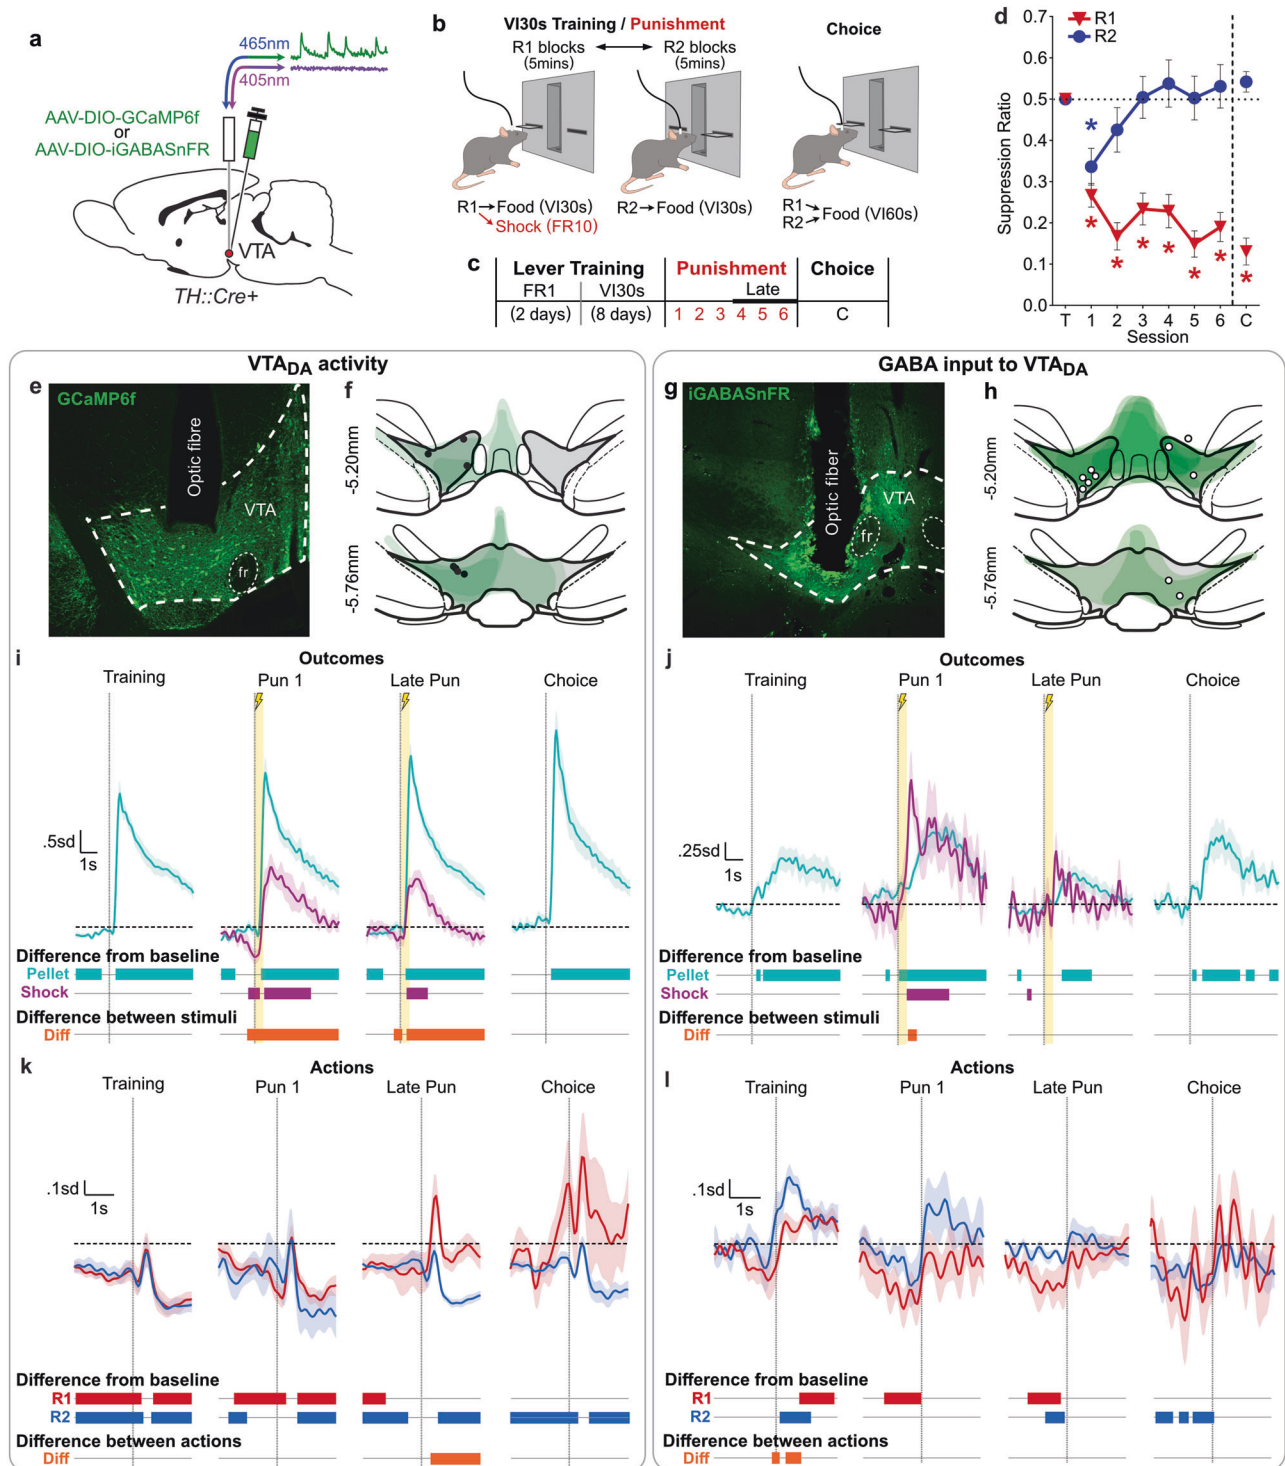 a
465nm
405nm
AAV-DIO-GCaMP6f
or
AAV-DIO-iGABASnFR
VTA
TH::Cre+
b
VI30s Training / Punishment
R1 blocks
(5mins)
R2 blocks
(5mins)
Choice
R1→Food (VI30s)
Shock (FR10)
R2→Food (VI30s)
R1
R2
Food (VI60s)
c
Lever Training
Punishment
Choice
FR1
VI30s
Late
(2 days)
(8 days)
1 2 3 4 5 6
C
d
R1
R2
Suppression Ratio
0.7
0.6
0.5
0.4
0.3
0.2
0.1
0.0
* * * * * * * *
T 1 2 3 4 5 6 C
Session
VTADA activity
e
GCaMP6f
Optic fibre
VTA
fr
f
-5.20mm
-5.76mm
GABA input to VTADA
g
iGABASnFR
Optic fiber
VTA
fr
h
-5.20mm
-5.76mm
i
Outcomes
Training
Pun 1
Late Pun
Choice
.5sd
1s
Difference from baseline
Pellet
Shock
Difference between stimuli
Diff
j
Outcomes
Training
Pun 1
Late Pun
Choice
.25sd
1s
Difference from baseline
Pellet
Shock
Difference between stimuli
Diff
k
Actions
Training
Pun 1
Late Pun
Choice
.1sd
1s
Difference from baseline
R1
R2
Difference between actions
Diff
l
Actions
Training
Pun 1
Late Pun
Choice
.1sd
1s
Difference from baseline
R1
R2
Difference between actions
Diff